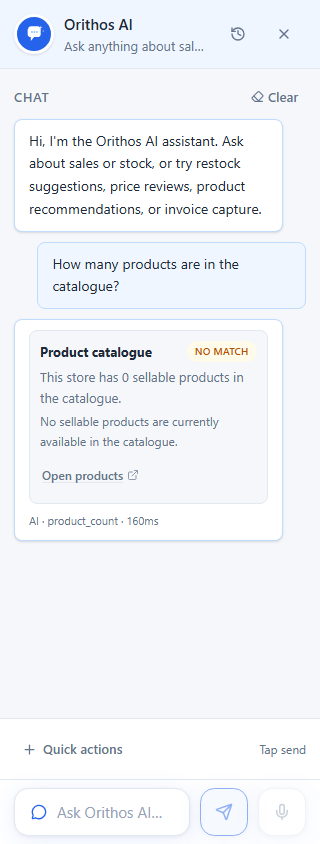 Orithos AI
Ask anything about sal...
CHAT
Clear
Hi, I'm the Orithos AI assistant. Ask
about sales or stock, or try restock
suggestions, price reviews, product
recommendations, or invoice capture.
How many products are in the
catalogue?
Product catalogue
NO MATCH
This store has 0 sellable products in
the catalogue.
No sellable products are currently
available in the catalogue.
Open products
AI · product_count · 160ms
Quick actions
Tap send
Ask Orithos AI...